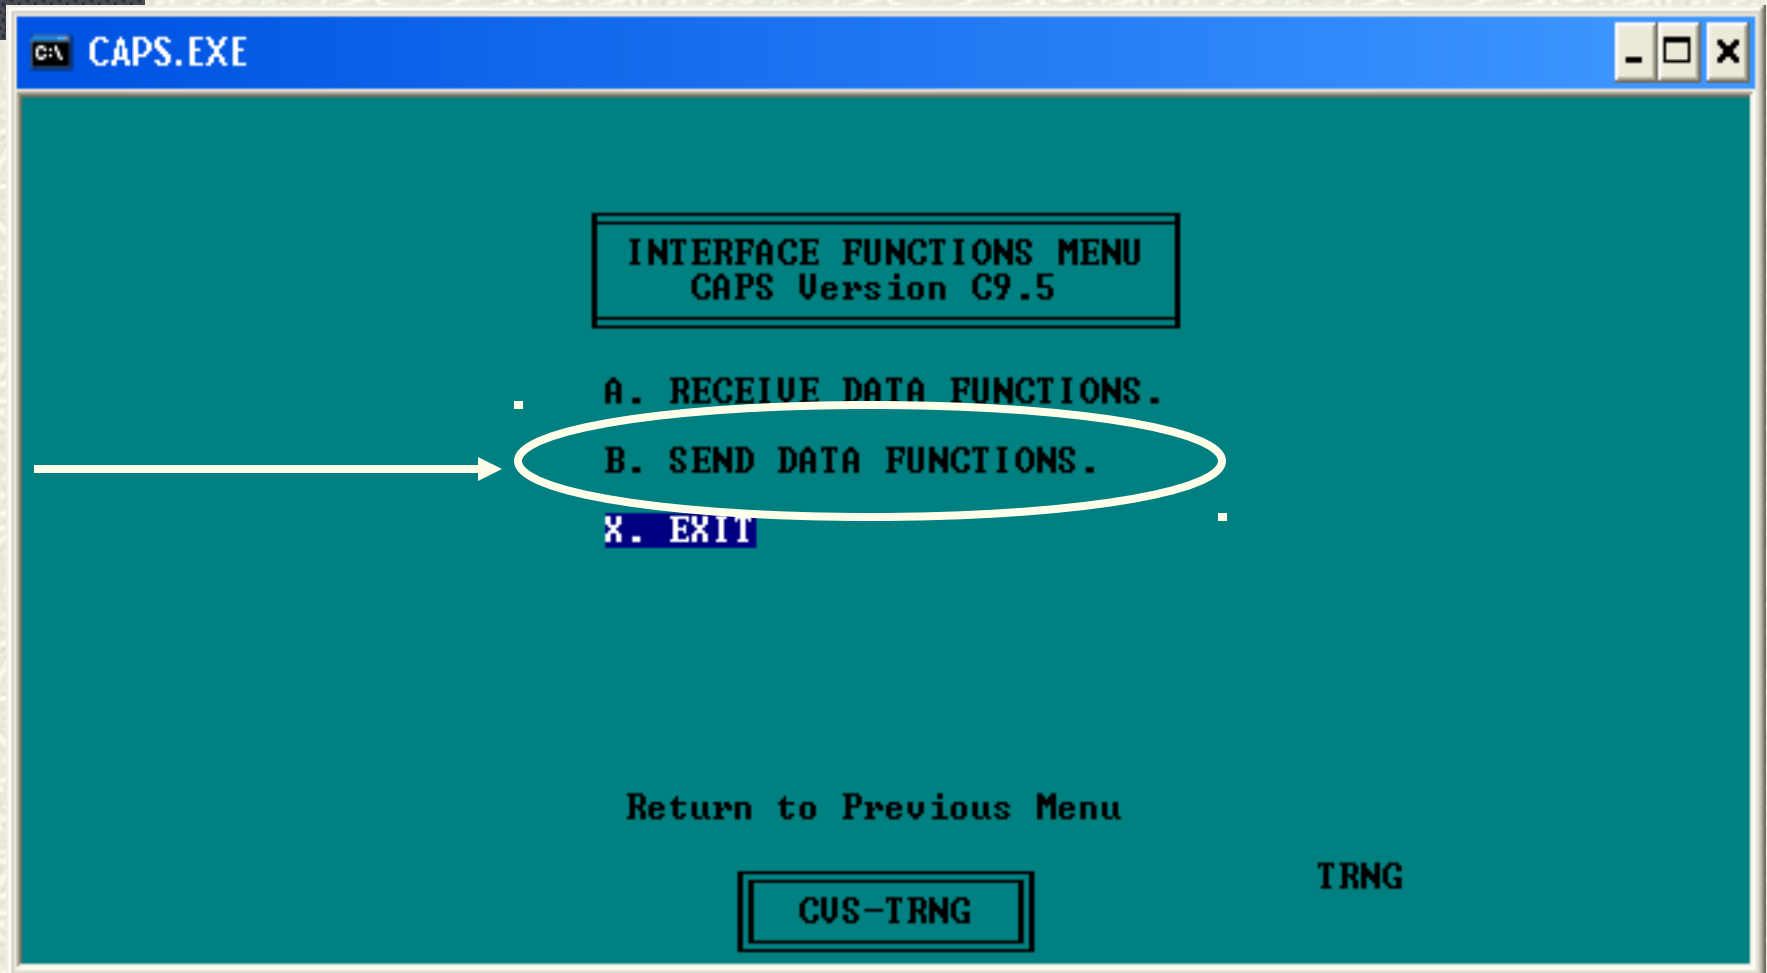 C:\ CAPS.EXE
INTERFACE FUNCTIONS MENU
CAPS Version C9.5
A. RECEIVE DATA FUNCTIONS.
B. SEND DATA FUNCTIONS.
X. EXIT
Return to Previous Menu
TRNG
CVS-TRNG